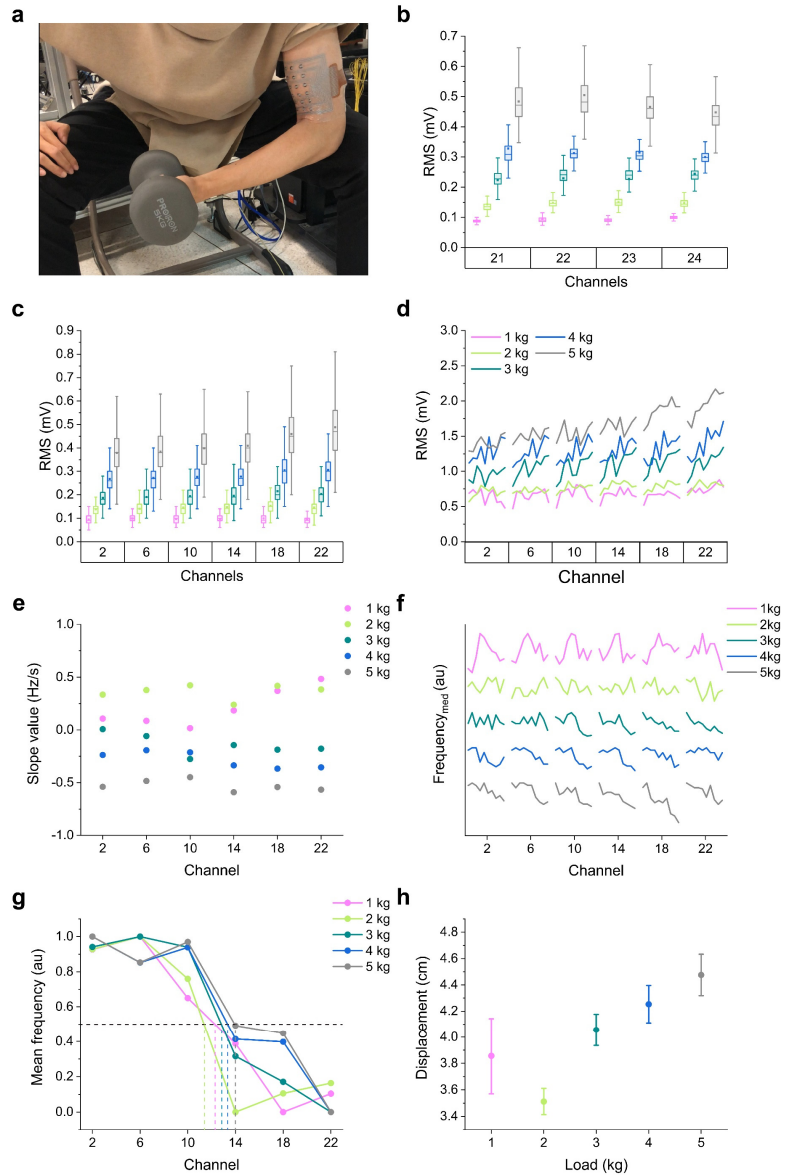 a
PROIRON
5KG
b
RMS (mV)
0.7
0.6
0.5
0.4
0.3
0.2
0.1
0.0
21 22 23 24
Channels
c
RMS (mV)
0.9
0.8
0.7
0.6
0.5
0.4
0.3
0.2
0.1
0.0
2 6 10 14 18 22
Channels
d
RMS (mV)
3.0
2.5
2.0
1.5
1.0
0.5
0.0
1 kg 4 kg
2 kg 5 kg
3 kg
2 6 10 14 18 22
Channel
e
Slope value (Hz/s)
1.0
0.5
0.0
-0.5
-1.0
1 kg
2 kg
3 kg
4 kg
5 kg
2 6 10 14 18 22
Channel
f
Frequencymed (au)
1kg
2kg
3kg
4kg
5kg
2 6 10 14 18 22
Channel
g
Mean frequency (au)
1.0
0.8
0.6
0.4
0.2
0.0
1 kg
2 kg
3 kg
4 kg
5 kg
2 6 10 14 18 22
Channel
h
Displacement (cm)
4.8
4.6
4.4
4.2
4.0
3.8
3.6
3.4
1 2 3 4 5
Load (kg)